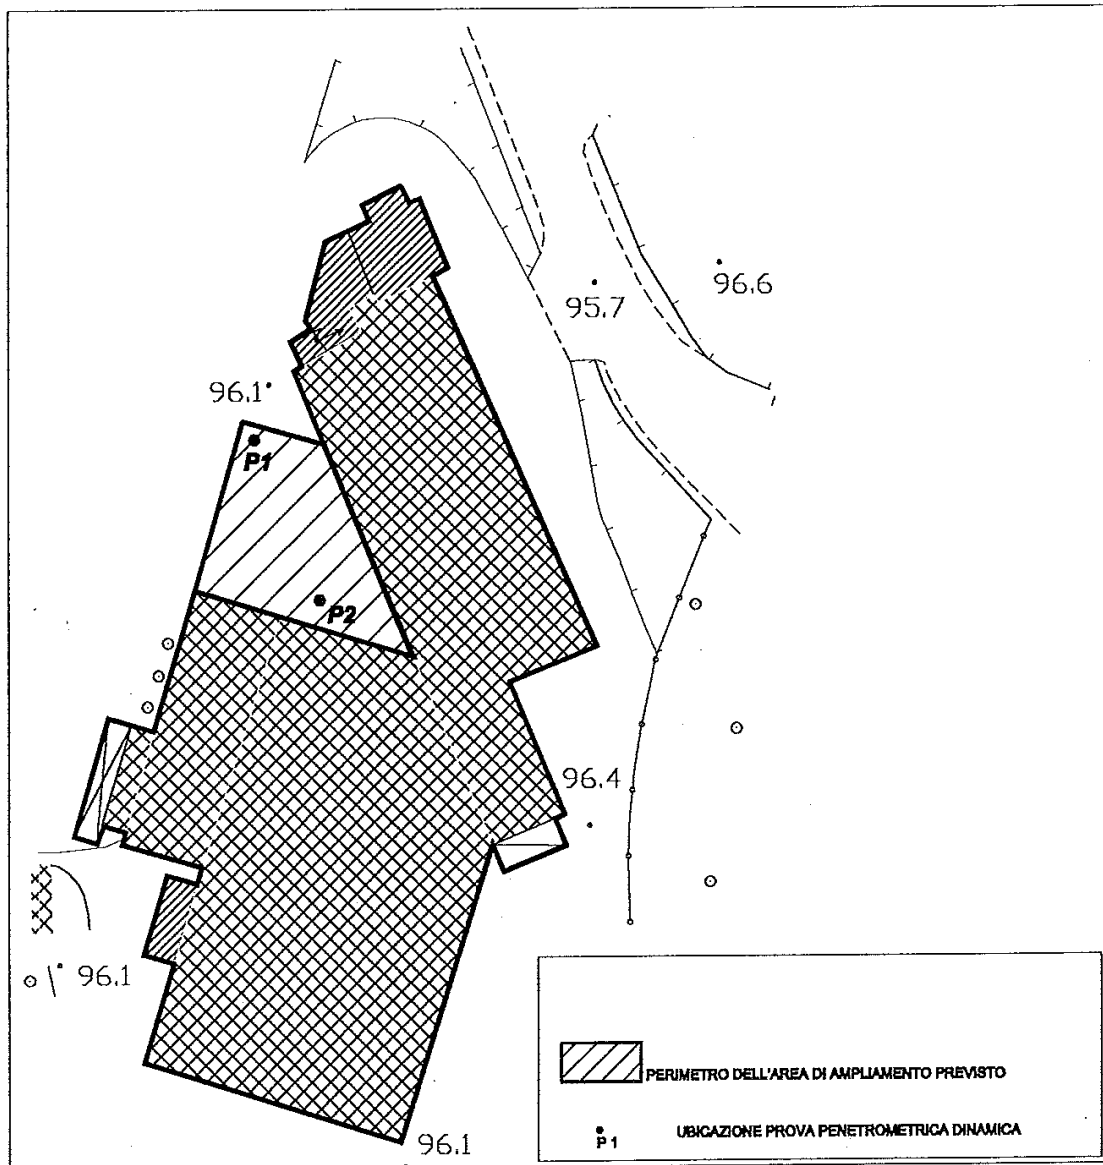 96.6
95.7
96.1
P1
P2
96.4
96.1
PERIMETRO DELL'AREA DI AMPLIAMENTO PREVISTO
P 1 UBICAZIONE PROVA PENETROMETRICA DINAMICA
96.1